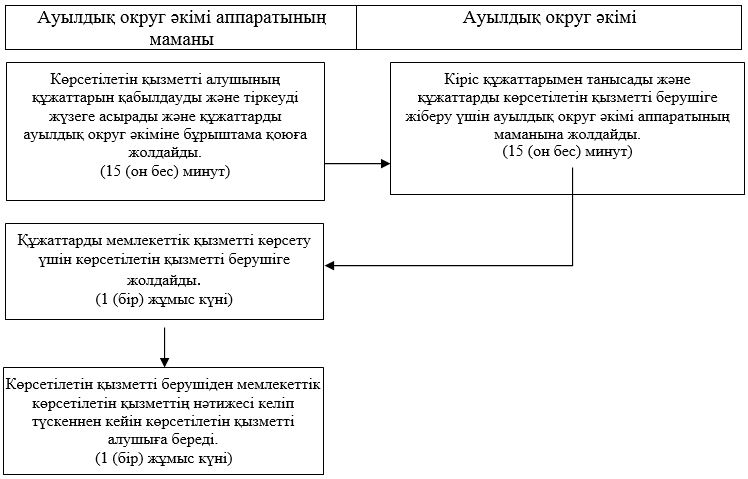 Ауылдық округ әкімі аппаратының
маманы
Ауылдық округ әкімі
Көрсетілетін қызметті алушының
құжаттарын қабылдауды және тіркеуді
жүзеге асырады және құжаттарды
ауылдық округ әкіміне бұрыштама қоюға
жолдайды.
(15 (он бес) минут)
Кіріс құжаттарымен танысады және
құжаттарды көрсетілетін қызметті берушіге
жіберу үшін ауылдық округ әкімі аппаратының
маманына жолдайды.
(15 (он бес) минут)
Құжаттарды мемлекеттік қызметті көрсету
үшін көрсетілетін қызметті берушіге
жолдайды.
(1 (бір) жұмыс күні)
Көрсетілетін қызметті берушіден мемлекеттік
көрсетілетін қызметтің нәтижесі келіп
түскеннен кейін көрсетілетін қызметті
алушыға береді.
(1 (бір) жұмыс күні)